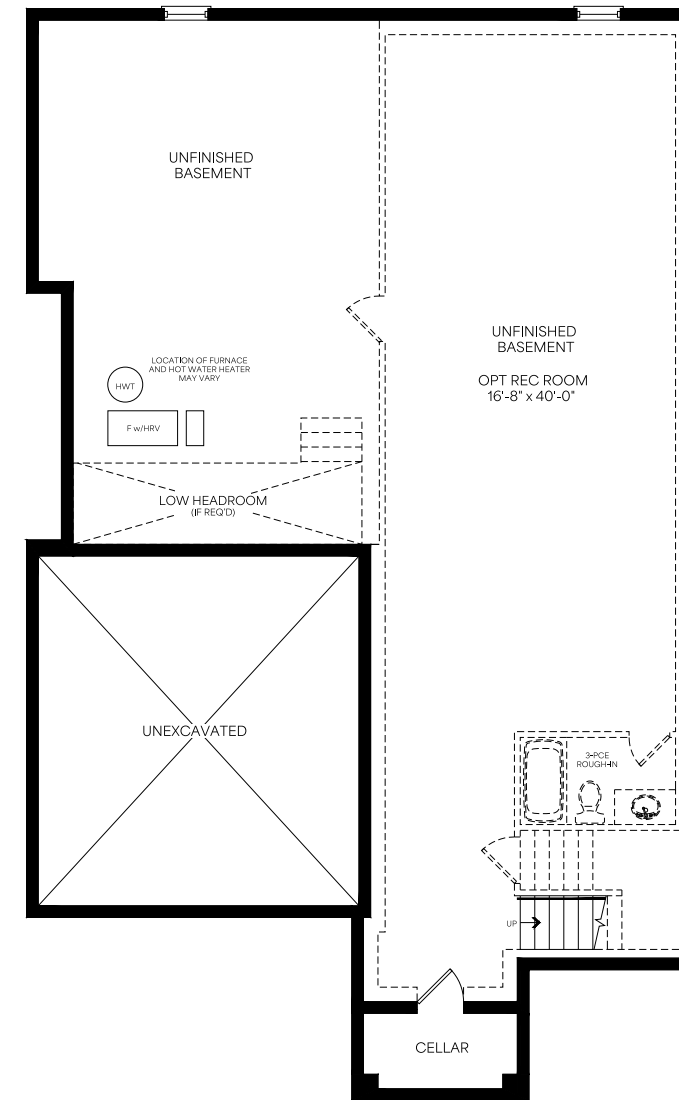 UNFINISHED
BASEMENT
UNFINISHED
BASEMENT
OPT REC ROOM
16'-8" x 40'-0"
LOCATION OF FURNACE
AND HOT WATER HEATER
MAY VARY
HWT
F w/HRV
LOW HEADROOM
(IF REQ'D)
UNEXCAVATED
3-PCE
ROUGH-IN
UP
CELLAR